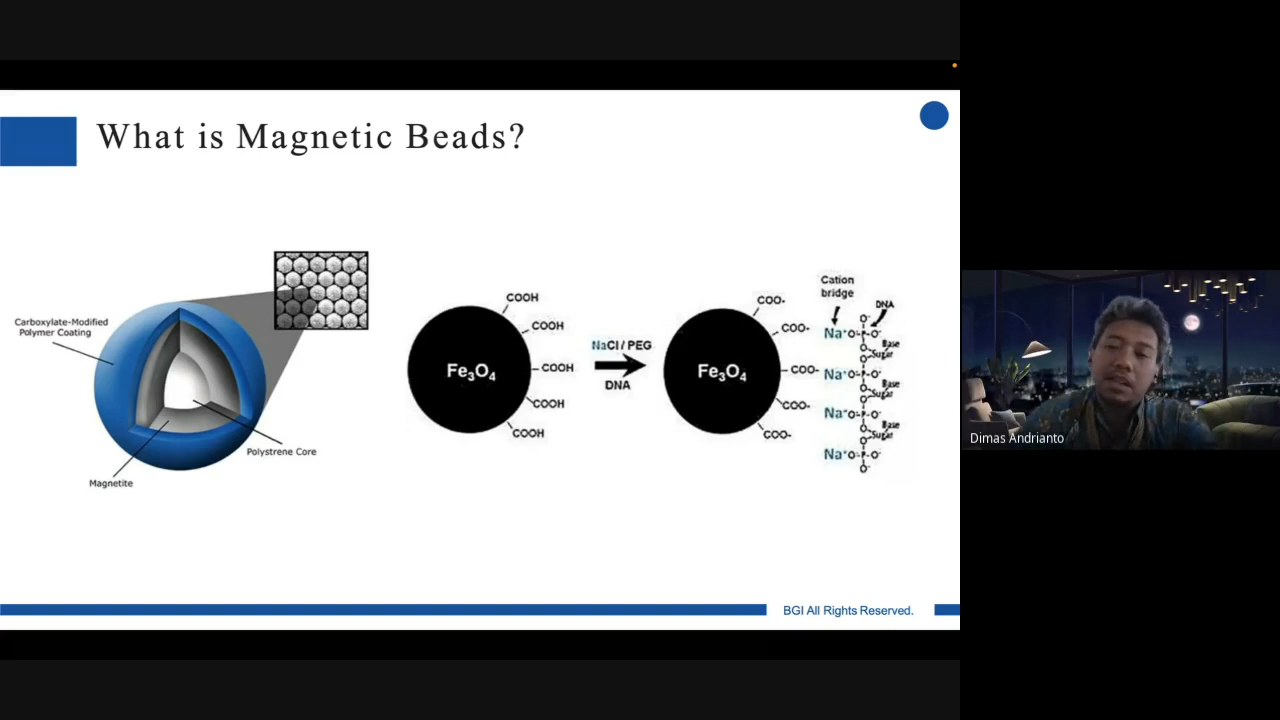 What is Magnetic Beads?
Carboxylate-Modified
Polymer Coating
Magnetite
Polystrene Core
Fe3O4
COOH
COOH
COOH
COOH
COOH
NaCl / PEG
DNA
Fe3O4
COO-
COO-
COO-
COO-
COO-
Cation
bridge
DNA
O-
Na+O-P-O-
O
Base
Sugar
O
Na+O-P-O-
O
Base
Sugar
O
Na+O-P-O-
O
Base
Sugar
O
Na+O-P-O-
O-
BGI All Rights Reserved.
Dimas Andrianto